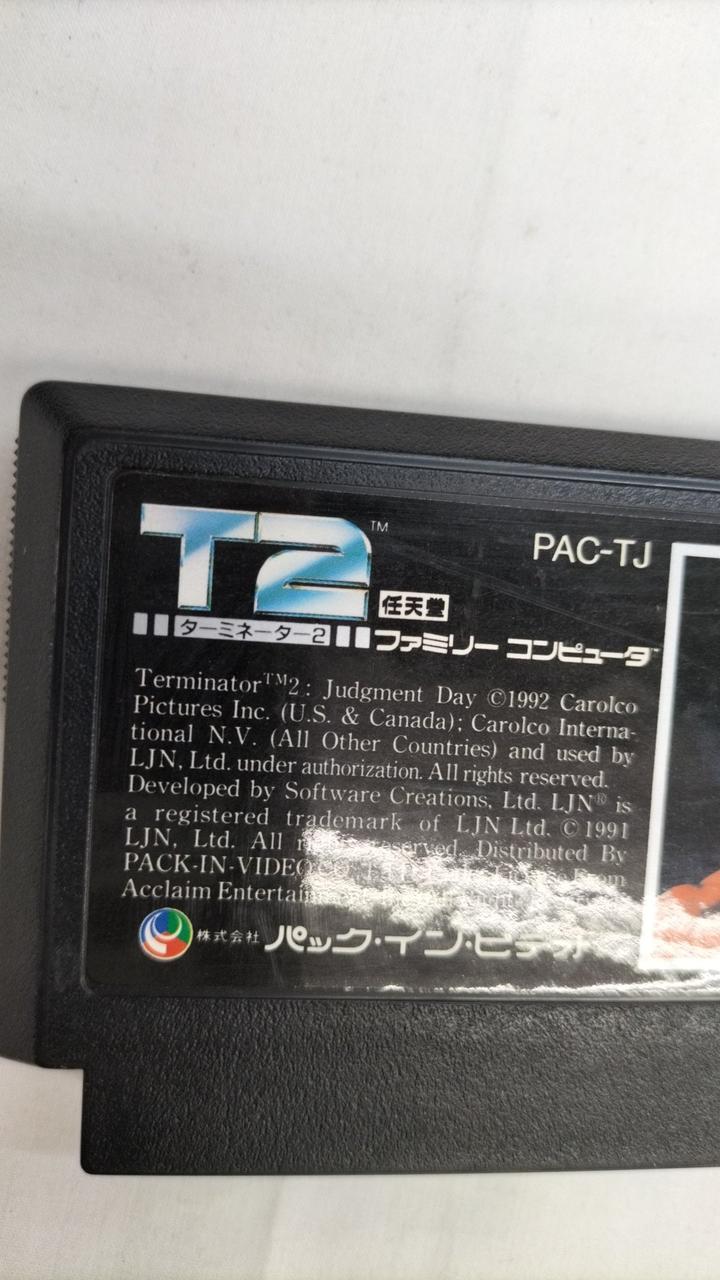 T2™
PAC-TJ
任天堂
ターミネーター2
ファミリー コンピュータ™
Terminator™2: Judgment Day ©1992 Carolco
Pictures Inc. (U.S. & Canada); Carolco Interna-
tional N.V. (All Other Countries) and used by
LJN, Ltd. under authorization. All rights reserved.
Developed by Software Creations, Ltd. LJN® is
a registered trademark of LJN Ltd. ©1991
LJN, Ltd. All reserved. Distributed By
PACK-IN-VIDEO CO. From
Acclaim
株式会社 パック・イン・ビデオ